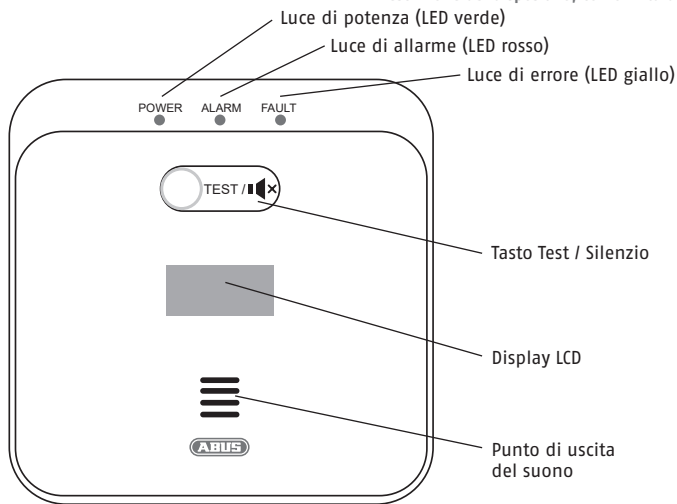 Luce di potenza (LED verde)
Luce di allarme (LED rosso)
Luce di errore (LED giallo)
POWER ALARM FAULT
TEST /
Tasto Test / Silenzio
Display LCD
Punto di uscita
del suono
ABUS